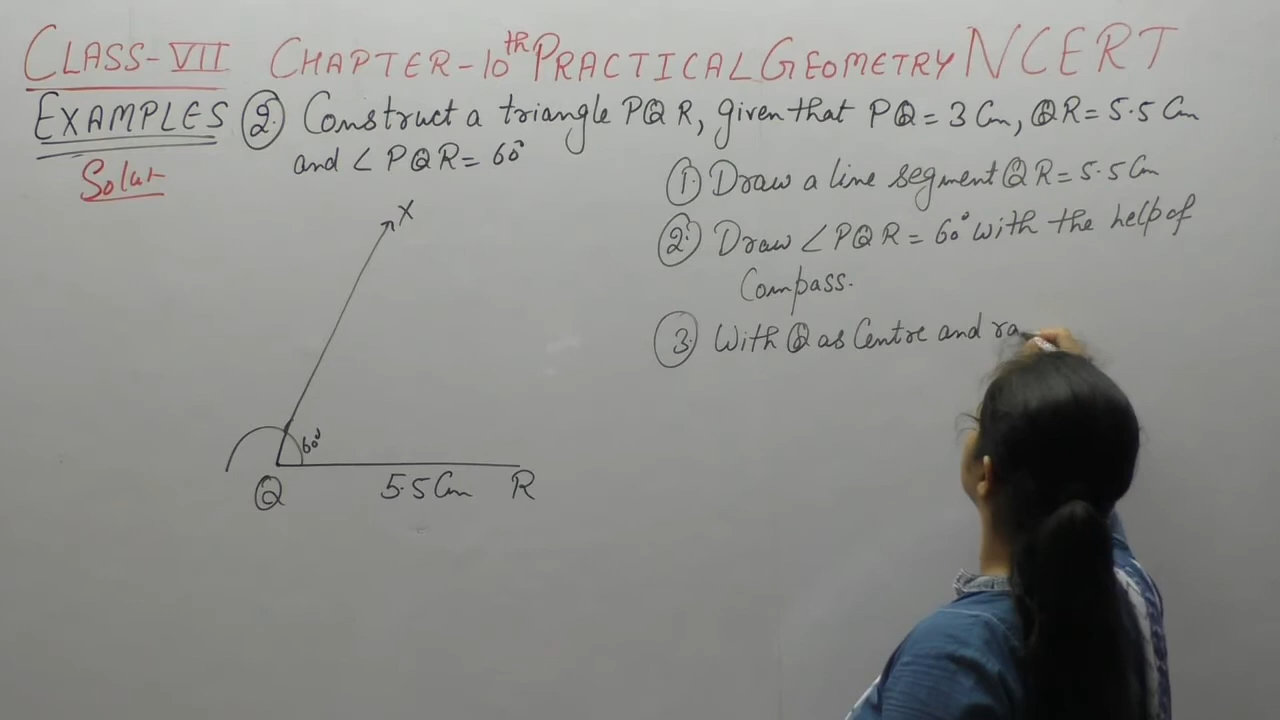 CLASS-VII CHAPTER-10th PRACTICAL GEOMETRY NCERT
EXAMPLES ② Construct a triangle PQR, given that PQ = 3 Cm, QR = 5.5 Cm
and ∠PQR = 60°
Solu
① Draw a line segment QR = 5.5 Cm
② Draw ∠PQR = 60° with the help of
Compass.
③ With Q as Centre and ra
X
60°
Q 5.5 Cm R